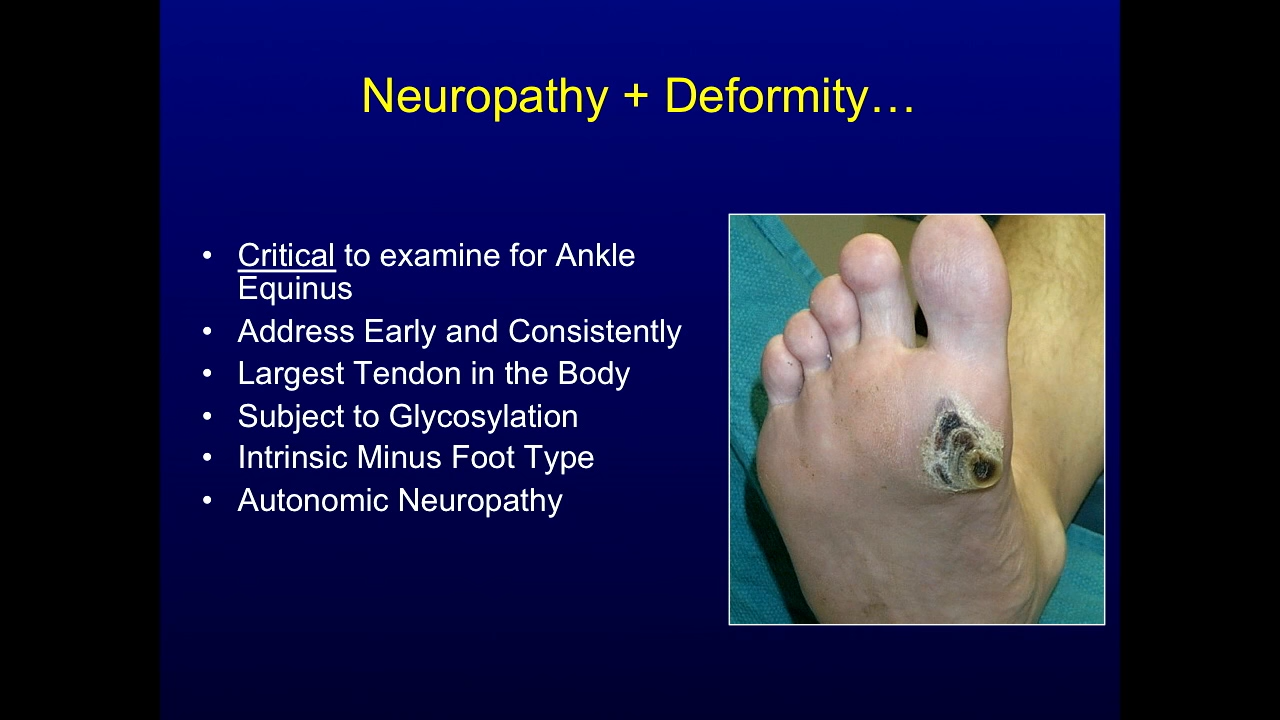 Neuropathy + Deformity…
• Critical to examine for Ankle
Equinus
• Address Early and Consistently
• Largest Tendon in the Body
• Subject to Glycosylation
• Intrinsic Minus Foot Type
• Autonomic Neuropathy